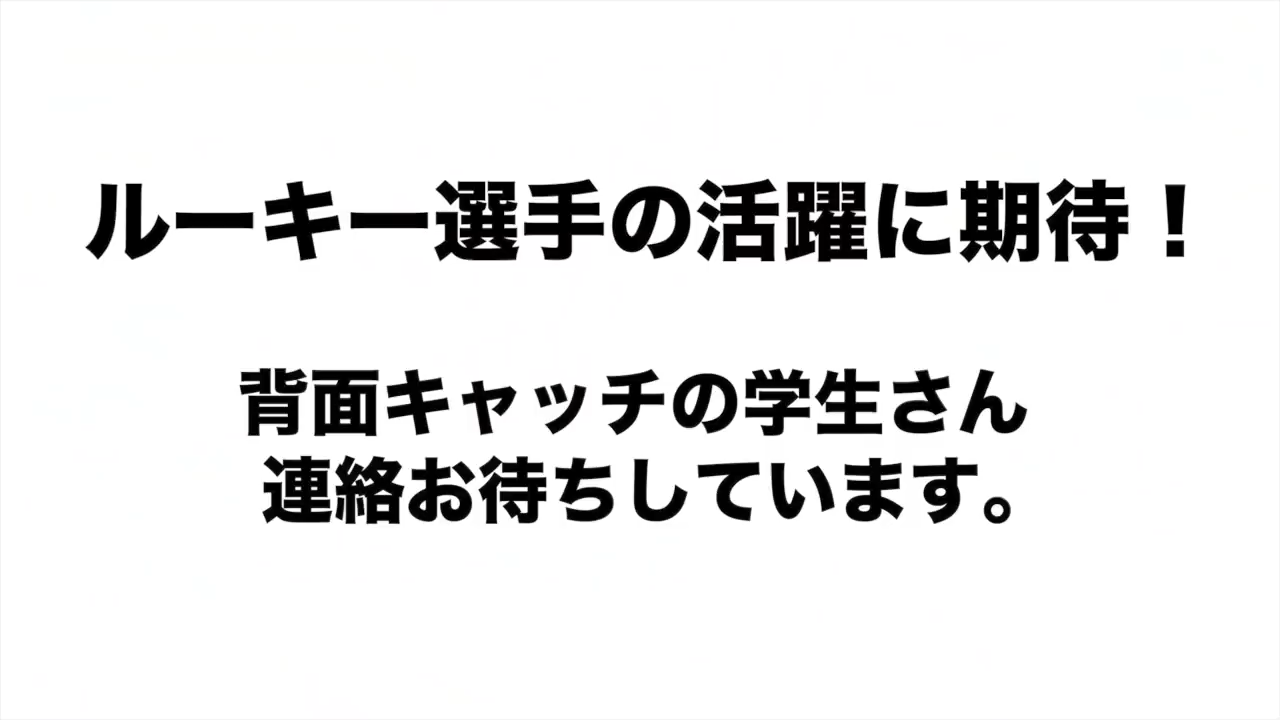 ルーキー選手の活躍に期待！
背面キャッチの学生さん
連絡お待ちしています。